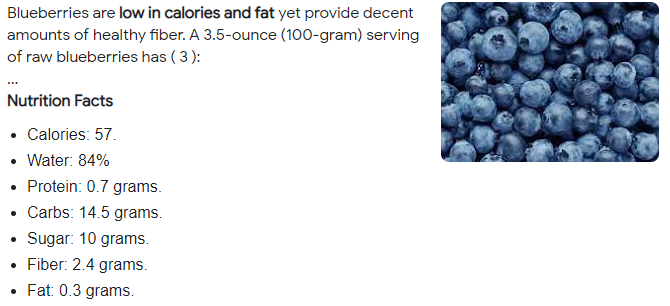 Blueberries are low in calories and fat yet provide decent
amounts of healthy fiber. A 3.5-ounce (100-gram) serving
of raw blueberries has ( 3 ):
...
Nutrition Facts
• Calories: 57.
• Water: 84%
• Protein: 0.7 grams.
• Carbs: 14.5 grams.
• Sugar: 10 grams.
• Fiber: 2.4 grams.
• Fat: 0.3 grams.